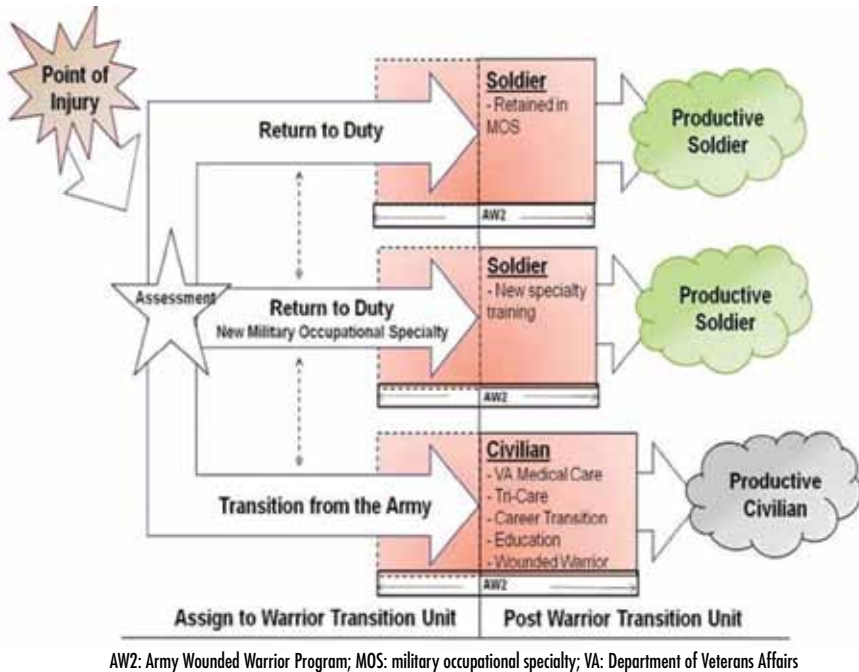 Point of
Injury
Return to Duty
Soldier
- Retained in
MOS
Productive
Soldier
AW2
Assessment
Return to Duty
New Military Occupational Specialty
Soldier
- New specialty
training
Productive
Soldier
AW2
Transition from the Army
Civilian
- VA Medical Care
- Tri-Care
- Career Transition
- Education
- Wounded Warrior
Productive
Civilian
AW2
Assign to Warrior Transition Unit
Post Warrior Transition Unit
AW2: Army Wounded Warrior Program; MOS: military occupational specialty; VA: Department of Veterans Affairs